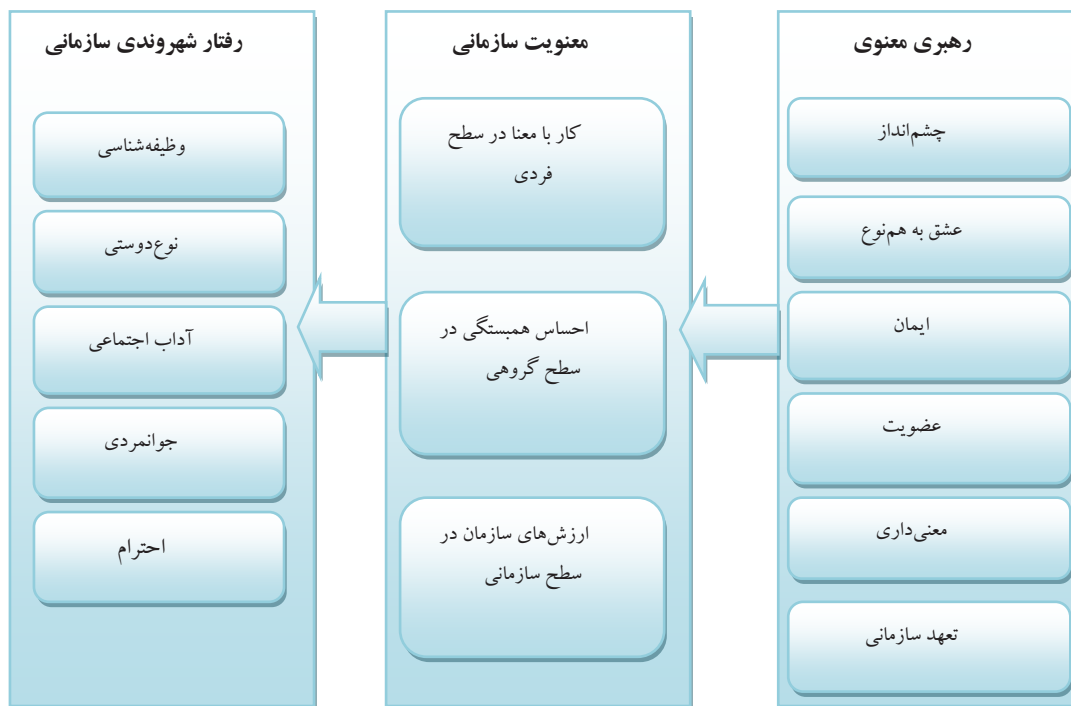 رهبری معنوی
چشم‌انداز
عشق به هم‌نوع
ایمان
عضویت
معنی‌داری
تعهد سازمانی
معنویت سازمانی
کار با معنا در سطح
فردی
احساس همبستگی در
سطح گروهی
ارزش‌های سازمان در
سطح سازمانی
رفتار شهروندی سازمانی
وظیفه‌شناسی
نوع‌دوستی
آداب اجتماعی
جوانمردی
احترام